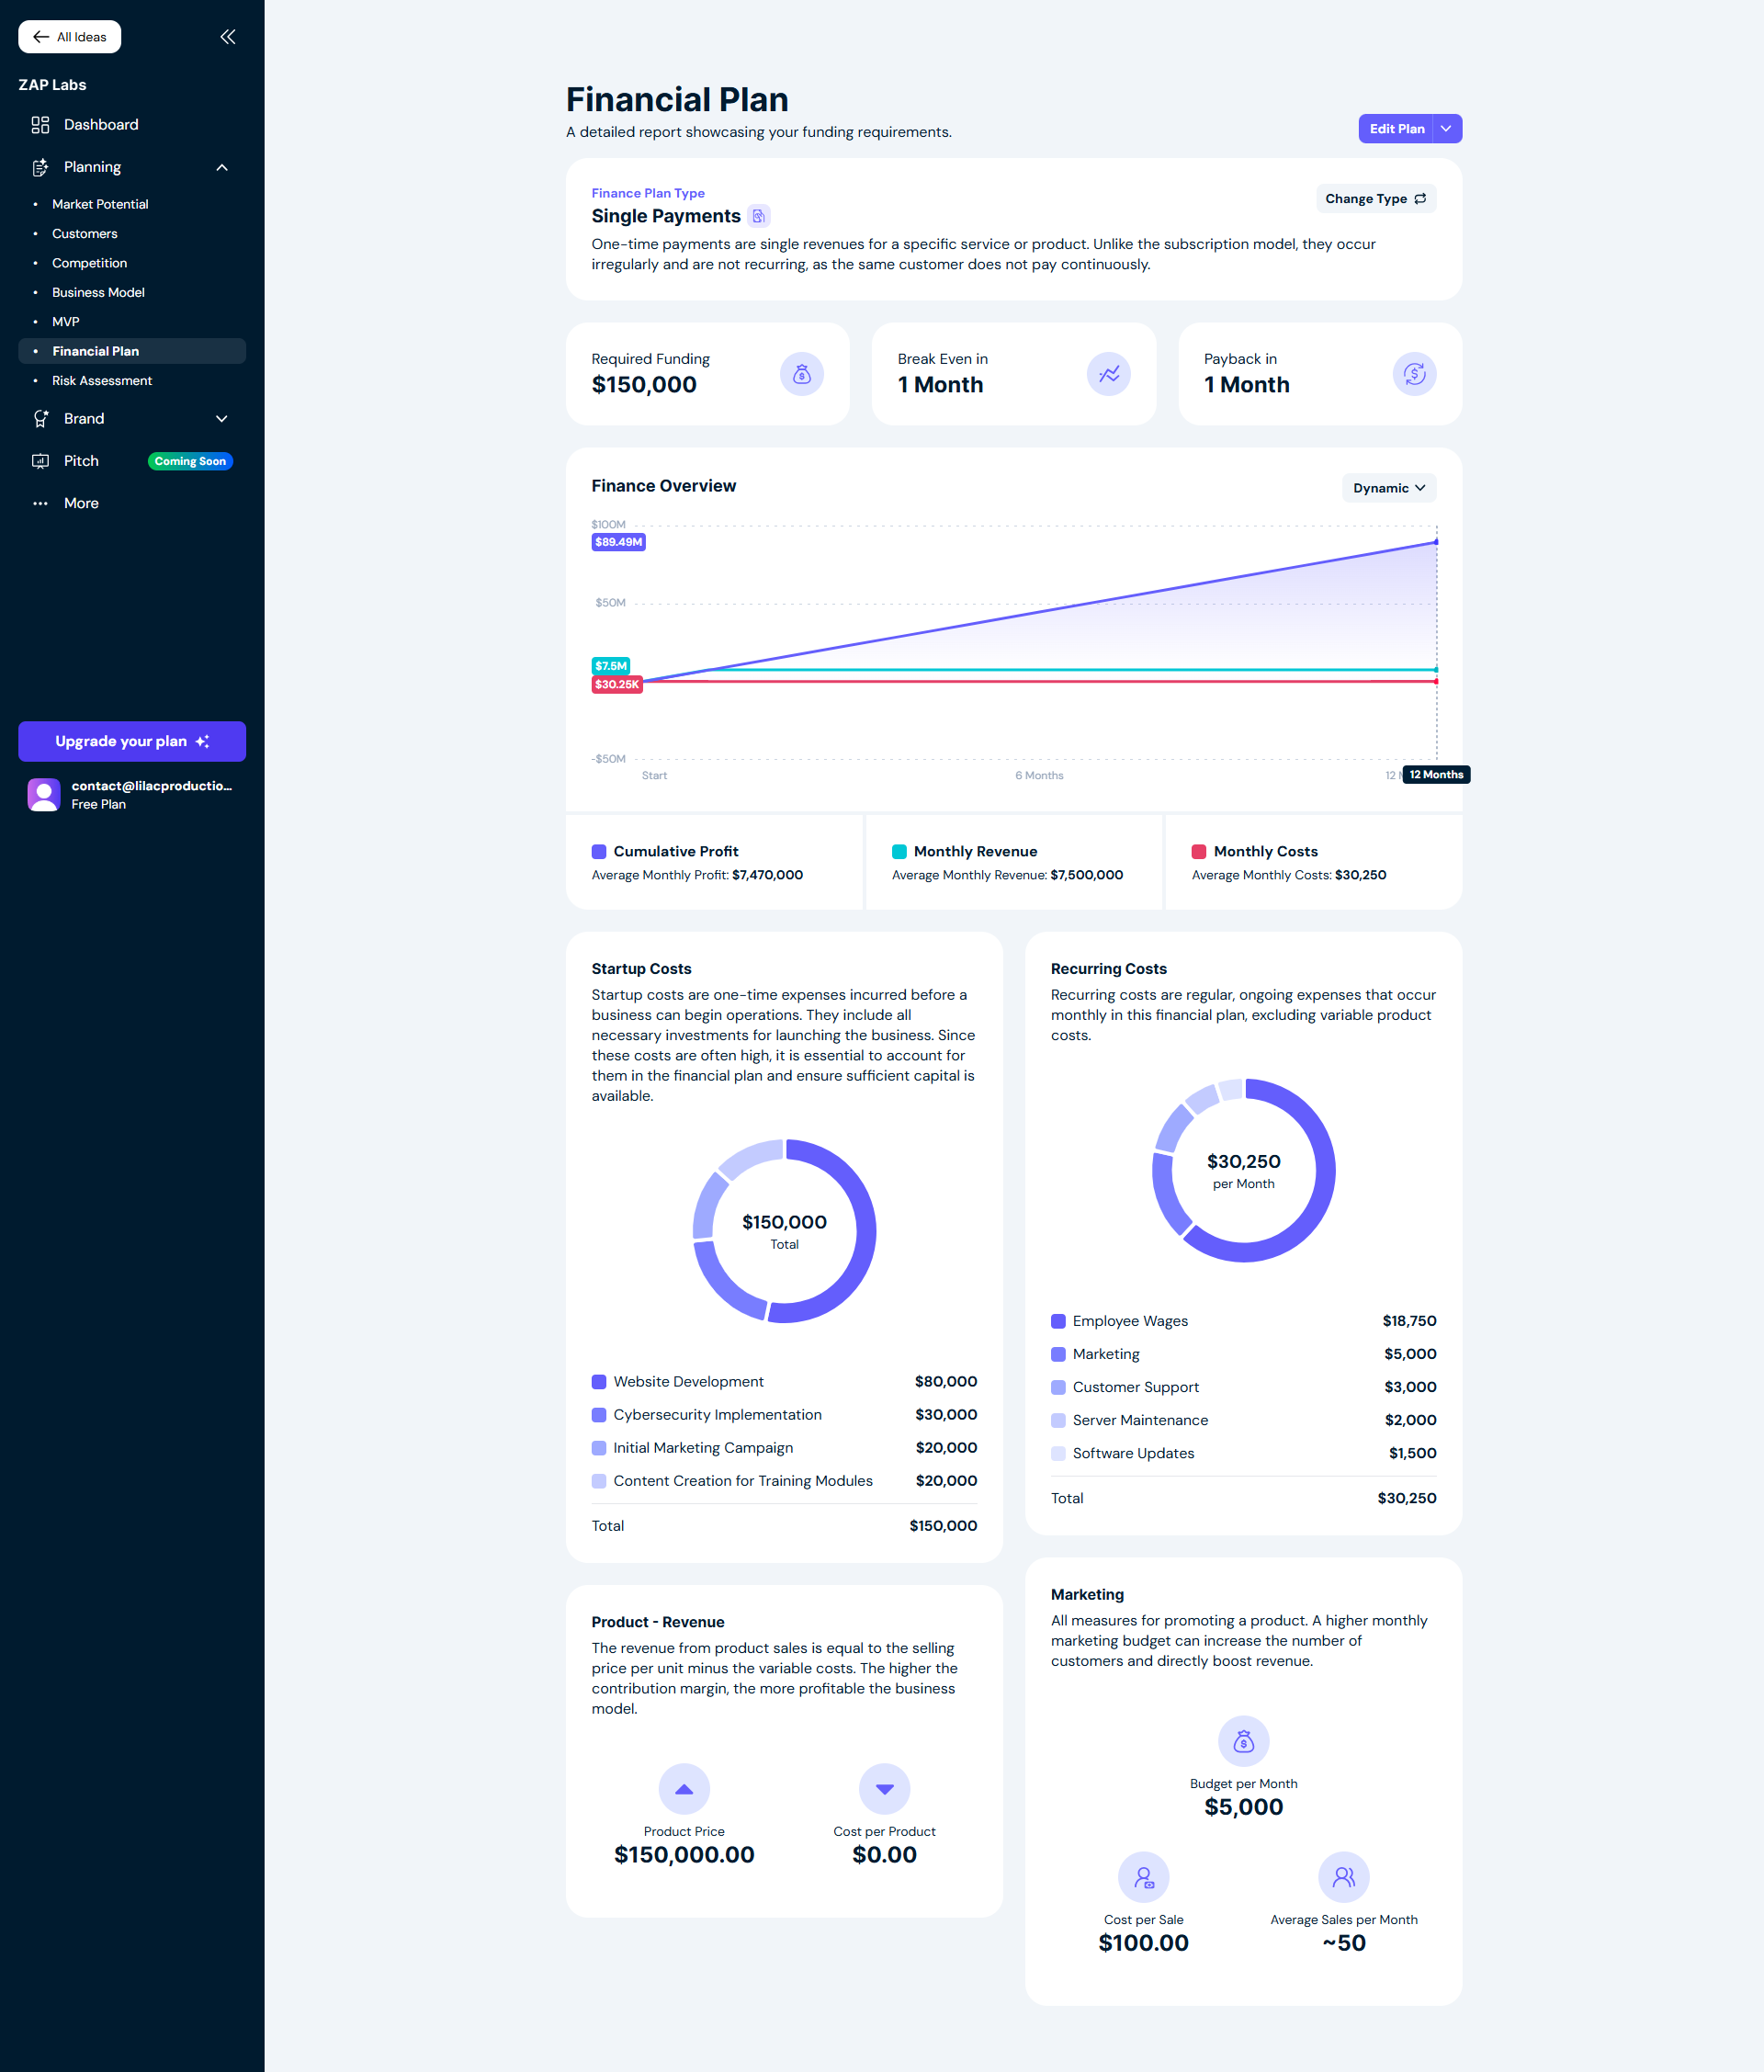 All Ideas
ZAP Labs
Dashboard
Planning
Market Potential
Customers
Competition
Business Model
MVP
Financial Plan
Risk Assessment
Brand
Pitch
Coming Soon
More
Upgrade your plan
contact@lilacproductio...
Free Plan
Financial Plan
A detailed report showcasing your funding requirements.
Edit Plan
Finance Plan Type
Single Payments
Change Type
One-time payments are single revenues for a specific service or product. Unlike the subscription model, they occur
irregularly and are not recurring, as the same customer does not pay continuously.
Required Funding
$150,000
Break Even in
1 Month
Payback in
1 Month
Finance Overview
Dynamic
$100M
$89.49M
$50M
$7.5M
$30.25K
-$50M
Start
6 Months
12 M
12 Months
Cumulative Profit
Average Monthly Profit: $7,470,000
Monthly Revenue
Average Monthly Revenue: $7,500,000
Monthly Costs
Average Monthly Costs: $30,250
Startup Costs
Startup costs are one-time expenses incurred before a
business can begin operations. They include all
necessary investments for launching the business. Since
these costs are often high, it is essential to account for
them in the financial plan and ensure sufficient capital is
available.
$150,000
Total
Website Development $80,000
Cybersecurity Implementation $30,000
Initial Marketing Campaign $20,000
Content Creation for Training Modules $20,000
Total $150,000
Recurring Costs
Recurring costs are regular, ongoing expenses that occur
monthly in this financial plan, excluding variable product
costs.
$30,250
per Month
Employee Wages $18,750
Marketing $5,000
Customer Support $3,000
Server Maintenance $2,000
Software Updates $1,500
Total $30,250
Product - Revenue
The revenue from product sales is equal to the selling
price per unit minus the variable costs. The higher the
contribution margin, the more profitable the business
model.
Product Price
$150,000.00
Cost per Product
$0.00
Marketing
All measures for promoting a product. A higher monthly
marketing budget can increase the number of
customers and directly boost revenue.
Budget per Month
$5,000
Cost per Sale
$100.00
Average Sales per Month
~50